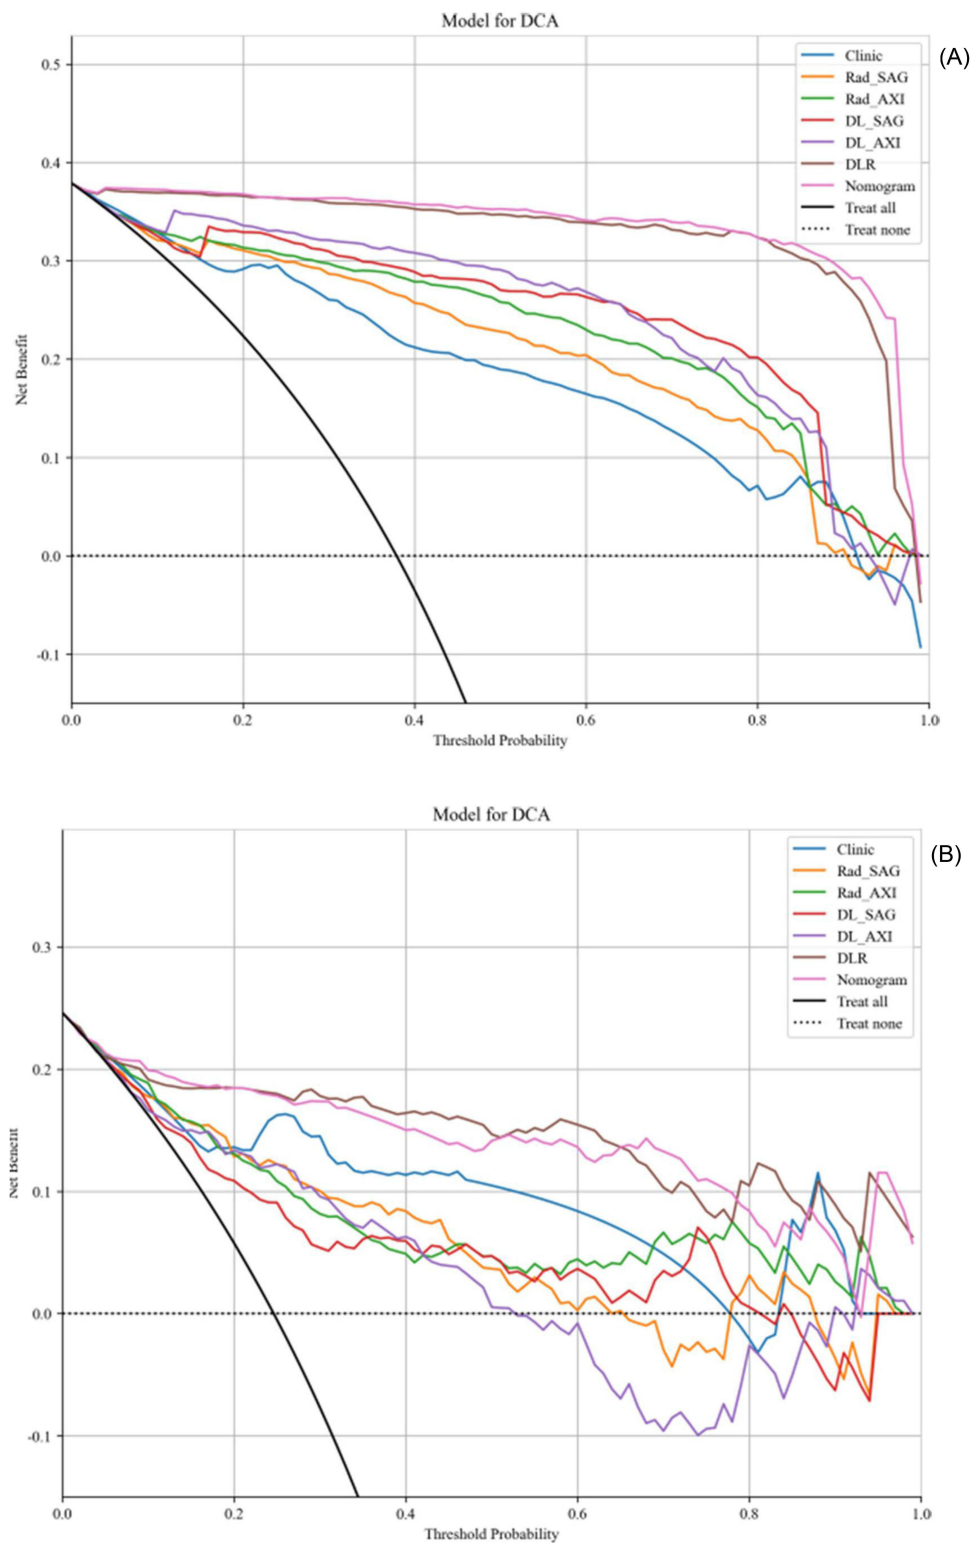 Model for DCA
(A)
0.5
0.4
0.3
0.2
0.1
0.0
-0.1
Net Benefit
Clinic
Rad_SAG
Rad_AXI
DL_SAG
DL_AXI
DLR
Nomogram
Treat all
Treat none
0.0 0.2 0.4 0.6 0.8 1.0
Threshold Probability
Model for DCA
(B)
0.3
0.2
0.1
0.0
-0.1
Net Benefit
Clinic
Rad_SAG
Rad_AXI
DL_SAG
DL_AXI
DLR
Nomogram
Treat all
Treat none
0.0 0.2 0.4 0.6 0.8 1.0
Threshold Probability